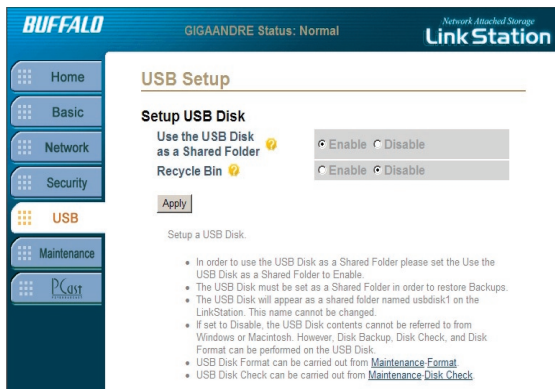 BUFFALO
GIGAANDRE Status: Normal
Network Attached Storage
LinkStation
Home
Basic
Network
Security
USB
Maintenance
PCast
USB Setup
Setup USB Disk
Use the USB Disk
as a Shared Folder ?
Enable Disable
Recycle Bin ?
Enable Disable
Apply
Setup a USB Disk.
• In order to use the USB Disk as a Shared Folder please set the Use the
USB Disk as a Shared Folder to Enable.
• The USB Disk must be set as a Shared Folder in order to restore Backups.
• The USB Disk will appear as a shared folder named usbdisk1 on the
LinkStation. This name cannot be changed.
• If set to Disable, the USB Disk contents cannot be referred to from
Windows or Macintosh. However, Disk Backup, Disk Check, and Disk
Format can be performed on the USB Disk.
• USB Disk Format can be carried out from Maintenance-Format.
• USB Disk Check can be carried out from Maintenance-Disk Check.